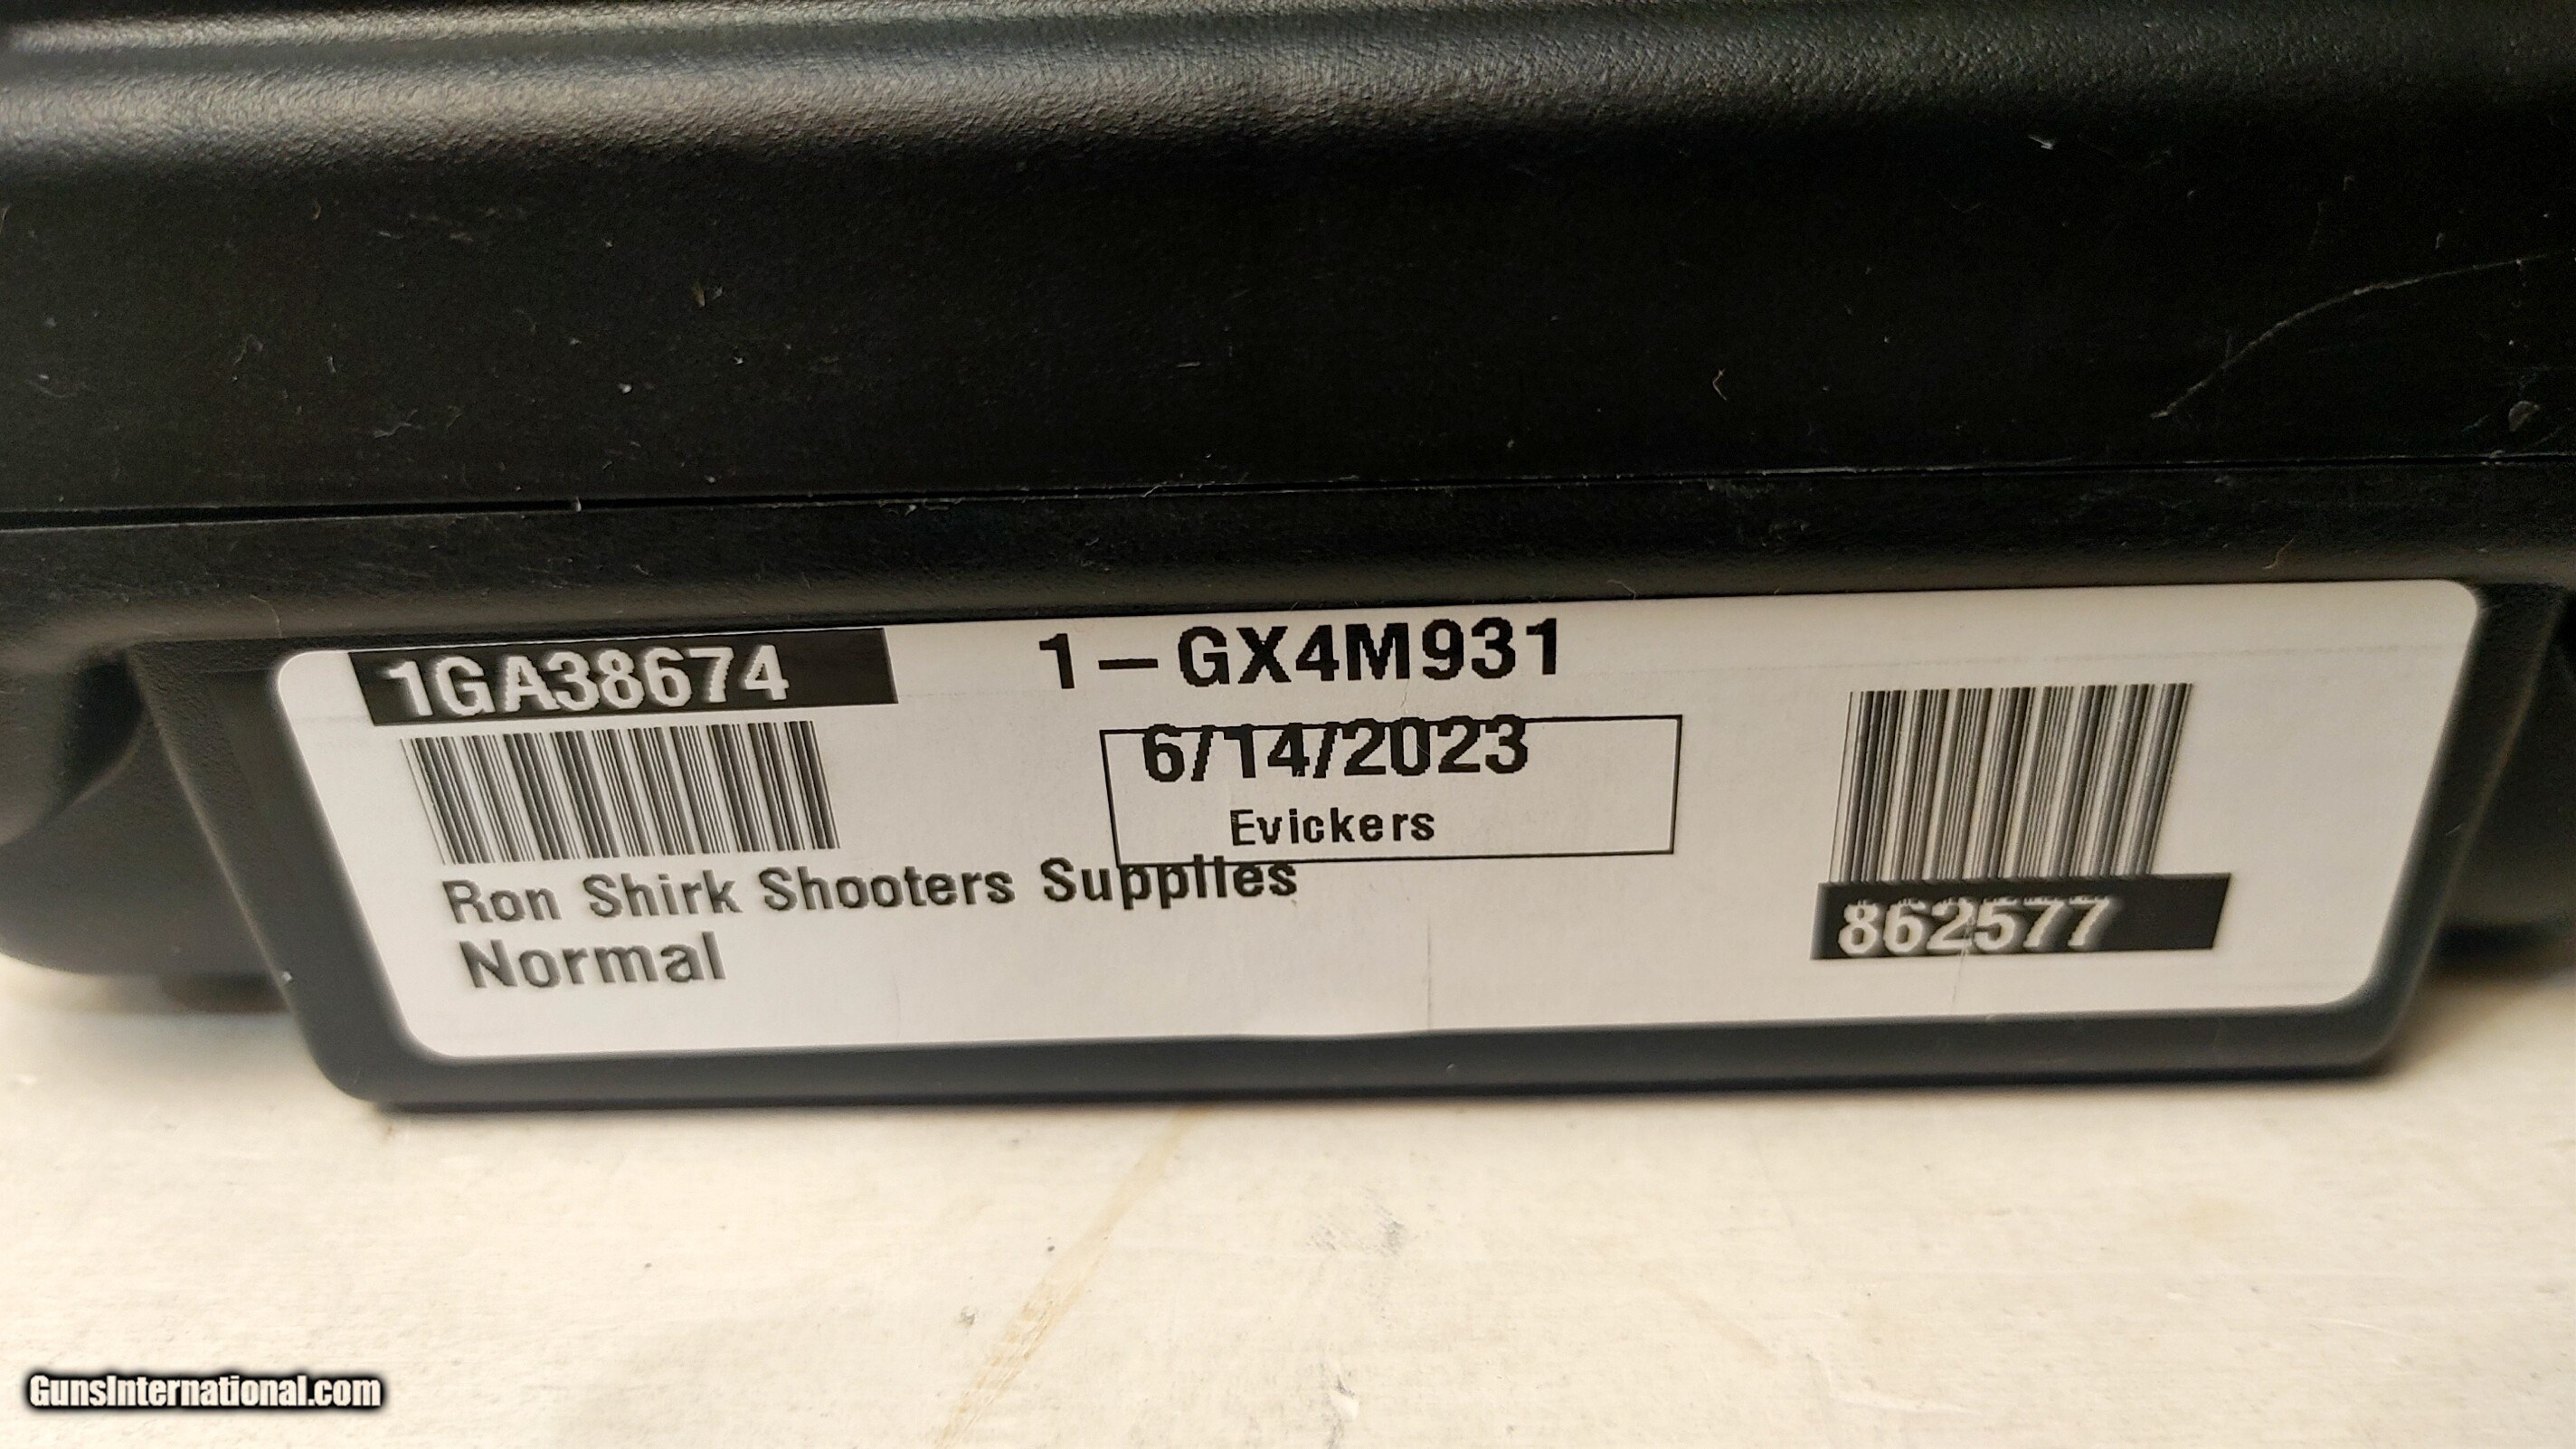 1GA38674
1-GX4M931
6/14/2023
Evickers
Ron Shirk Shooters Supplies
Normal
862577
GunsInternational.com